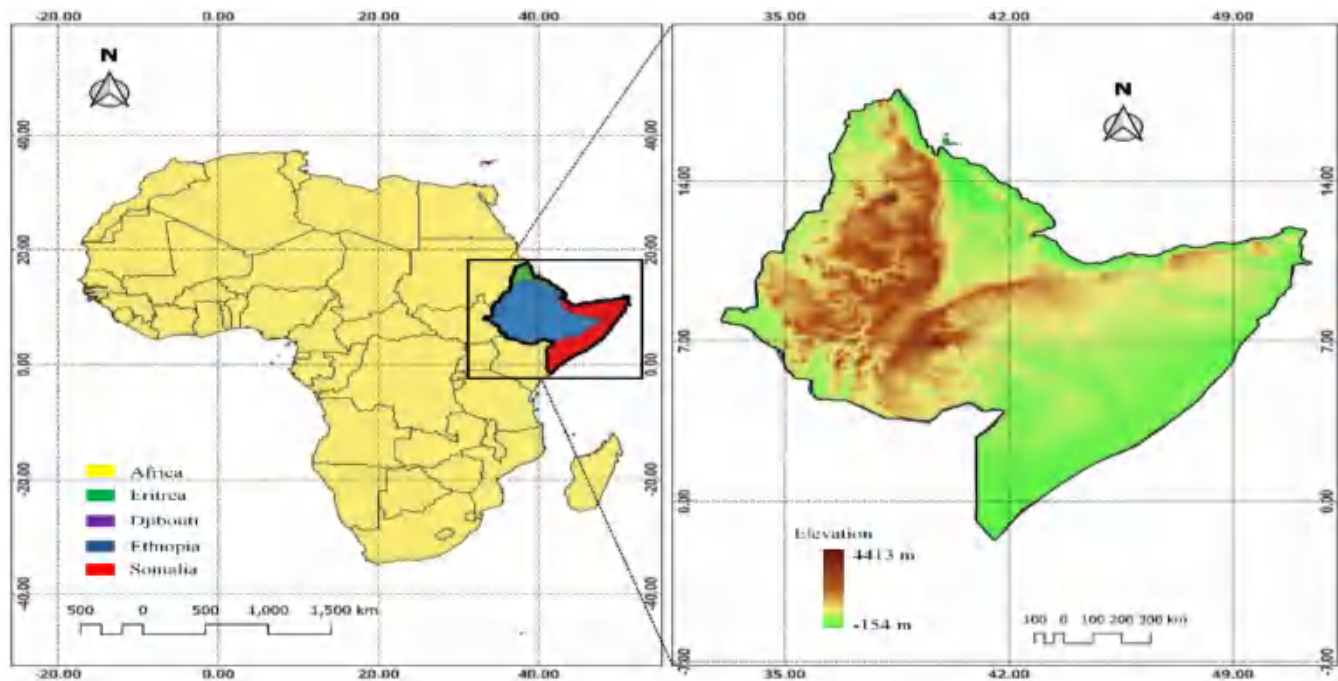 -20.00 0.00 20.00 40.00
35.00 42.00 49.00
N
N
40.00 40.00
14.00 14.00
20.00 20.00
7.00 7.00
0.00 0.00
Africa
Eritrea
Djibouti
Ethiopia
Somalia
-20.00 -20.00
0.00 0.00
Elevation
4413 m
-154 m
-40.00 -40.00
500 0 500 1,000 1,500 km
100 0 100 200 300 km
-7.00 -7.00
-20.00 0.00 20.00 40.00
35.00 42.00 49.00